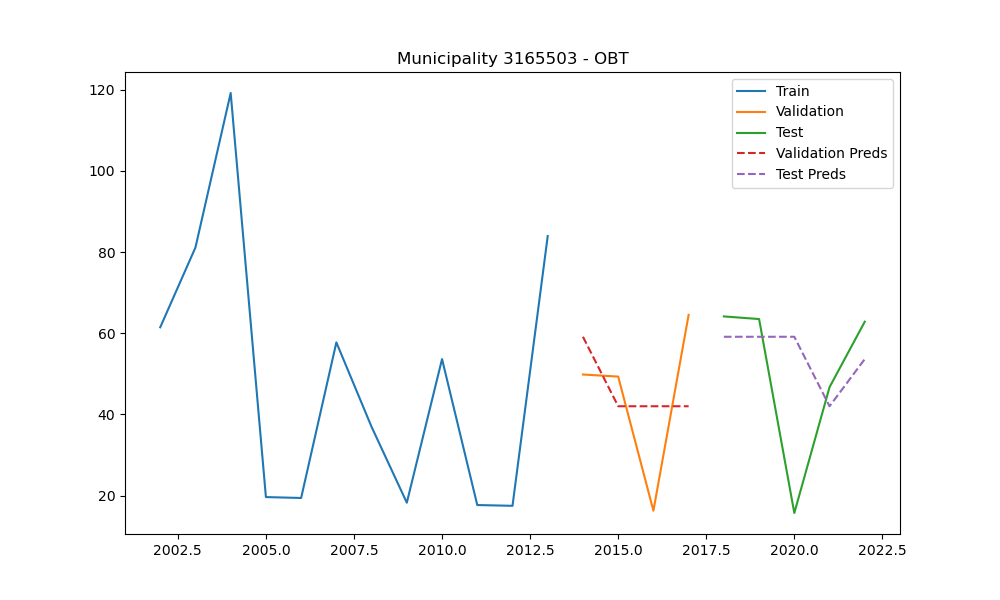 Municipality 3165503 - OBT
Train
Validation
Test
Validation Preds
Test Preds
120
100
80
60
40
20
2002.5 2005.0 2007.5 2010.0 2012.5 2015.0 2017.5 2020.0 2022.5